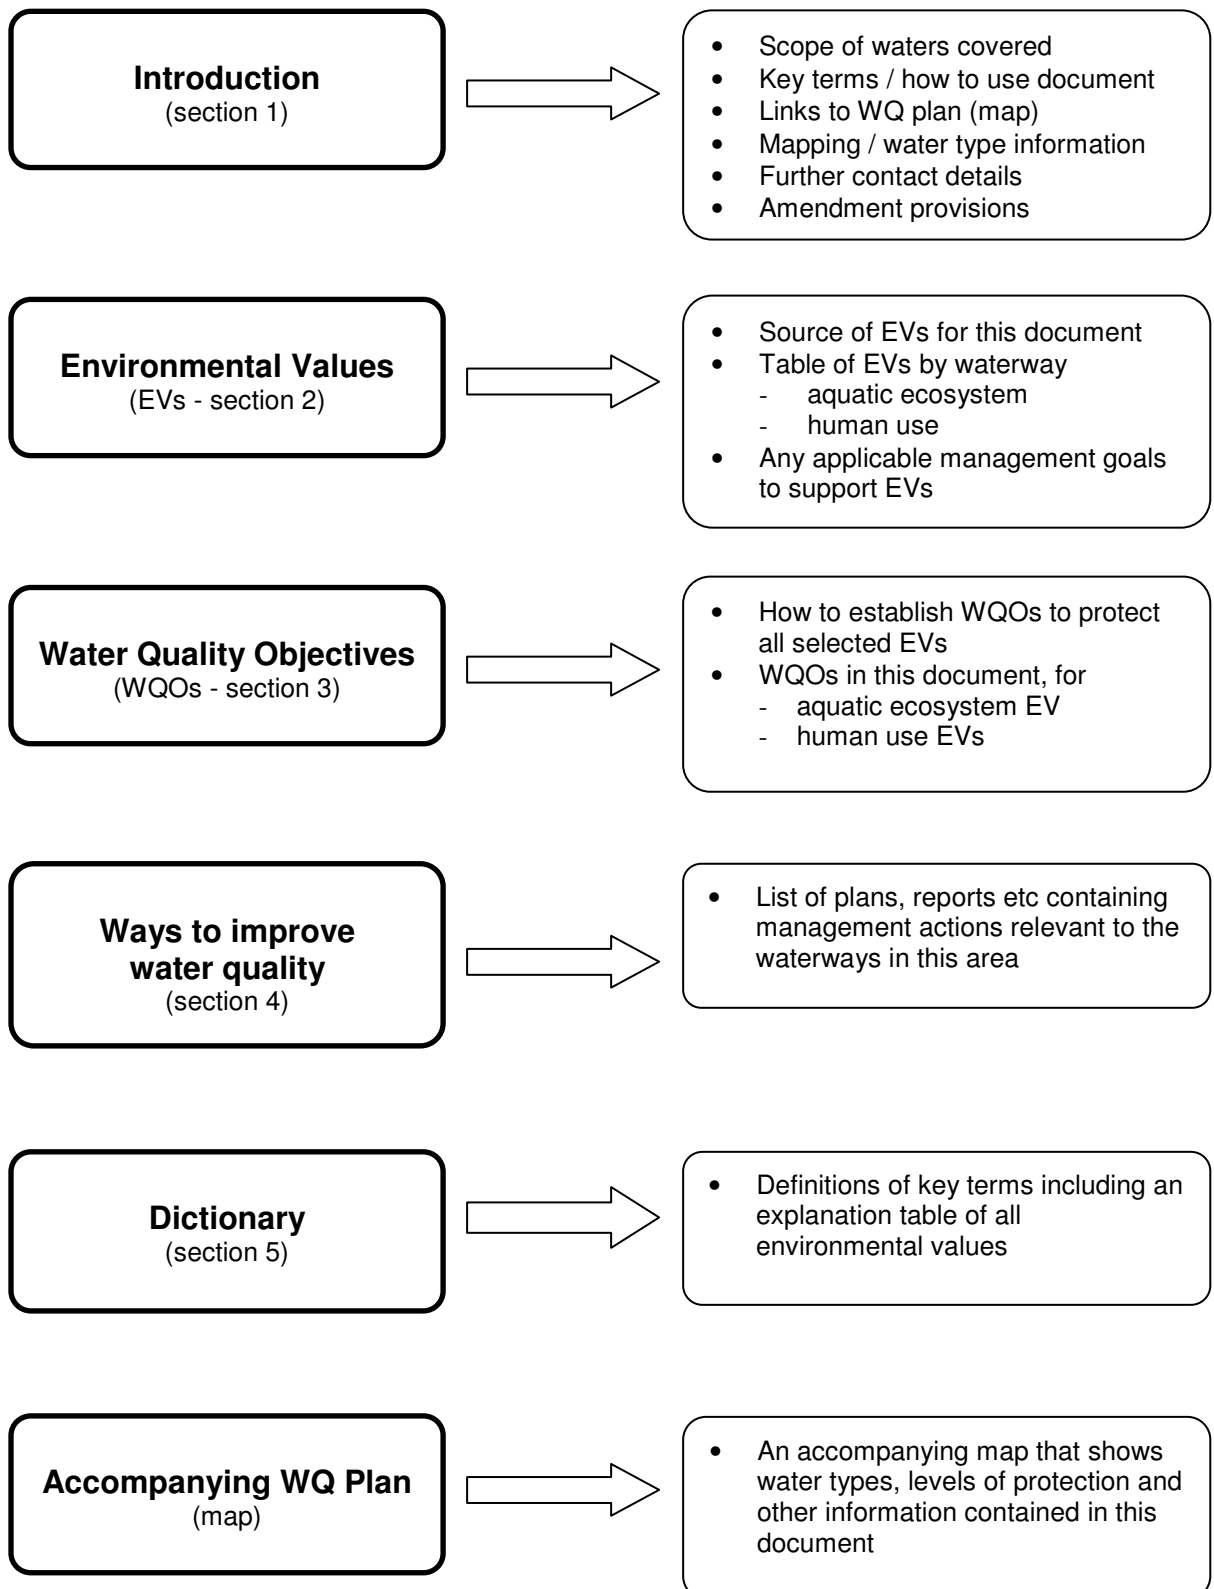 Introduction
(section 1)
• Scope of waters covered
• Key terms / how to use document
• Links to WQ plan (map)
• Mapping / water type information
• Further contact details
• Amendment provisions
Environmental Values
(EVs - section 2)
• Source of EVs for this document
• Table of EVs by waterway
- aquatic ecosystem
- human use
• Any applicable management goals
to support EVs
Water Quality Objectives
(WQOs - section 3)
• How to establish WQOs to protect
all selected EVs
• WQOs in this document, for
- aquatic ecosystem EV
- human use EVs
Ways to improve
water quality
(section 4)
• List of plans, reports etc containing
management actions relevant to the
waterways in this area
Dictionary
(section 5)
• Definitions of key terms including an
explanation table of all
environmental values
Accompanying WQ Plan
(map)
• An accompanying map that shows
water types, levels of protection and
other information contained in this
document